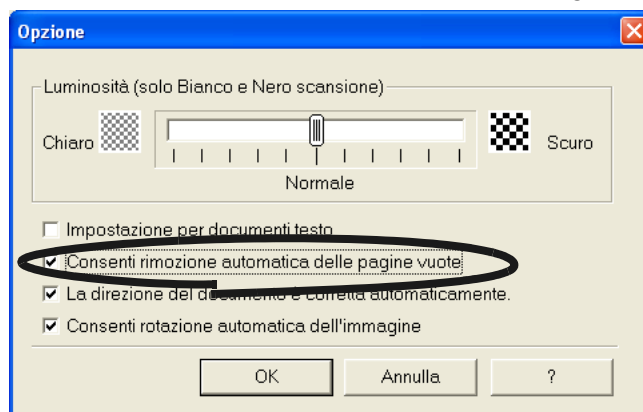 Opzione
Luminosità (solo Bianco e Nero scansione)
Chiaro
Scuro
Normale
Impostazione per documenti testo
Consenti rimozione automatica delle pagine vuote
La direzione del documento è corretta automaticamente.
Consenti rotazione automatica dell'immagine
OK
Annulla
?